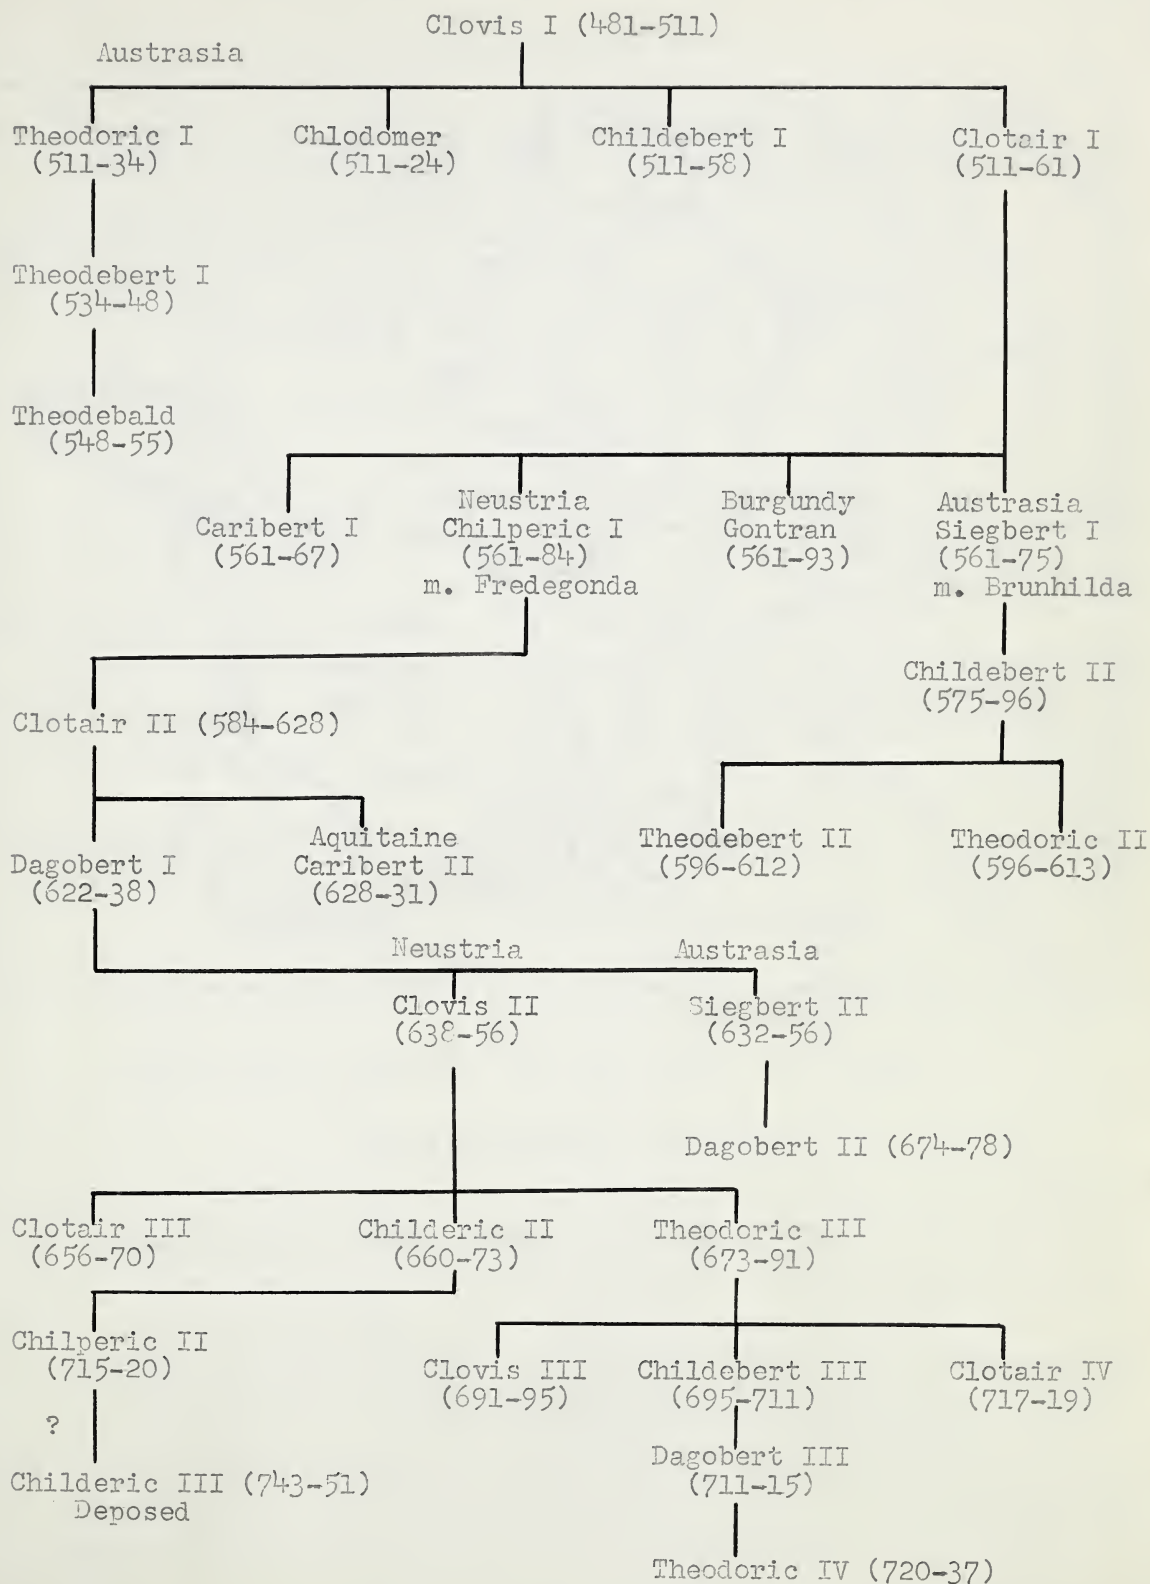 Clovis I (481-511)
Austrasia
Theodoric I Chlodomer Childebert I Clotair I
(511-34) (511-24) (511-58) (511-61)
Theodebert I
(534-48)
Theodebald
(548-55)
Neustria Burgundy Austrasia
Caribert I Chilperic I Gontran Siegbert I
(561-67) (561-84) (561-93) (561-75)
m. Fredegonda m. Brunhilda
Childebert II
(575-96)
Clotair II (584-628)
Aquitaine
Dagobert I Caribert II Theodebert II Theodoric II
(622-38) (628-31) (596-612) (596-613)
Neustria Austrasia
Clovis II Siegbert II
(638-56) (632-56)
Dagobert II (674-78)
Clotair III Childeric II Theodoric III
(656-70) (660-73) (673-91)
Chilperic II
(715-20)
Clovis III Childebert III Clotair IV
(691-95) (695-711) (717-19)
?
Dagobert III
(711-15)
Childeric III (743-51)
Deposed
Theodoric IV (720-37)